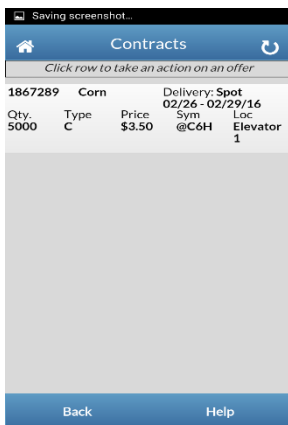 Saving screenshot...
Contracts
Click row to take an action on an offer
1867289 Corn Delivery: Spot
02/26 - 02/29/16
Qty. Type Price Sym Loc
5000 C $3.50 @C6H Elevator
1
Back Help